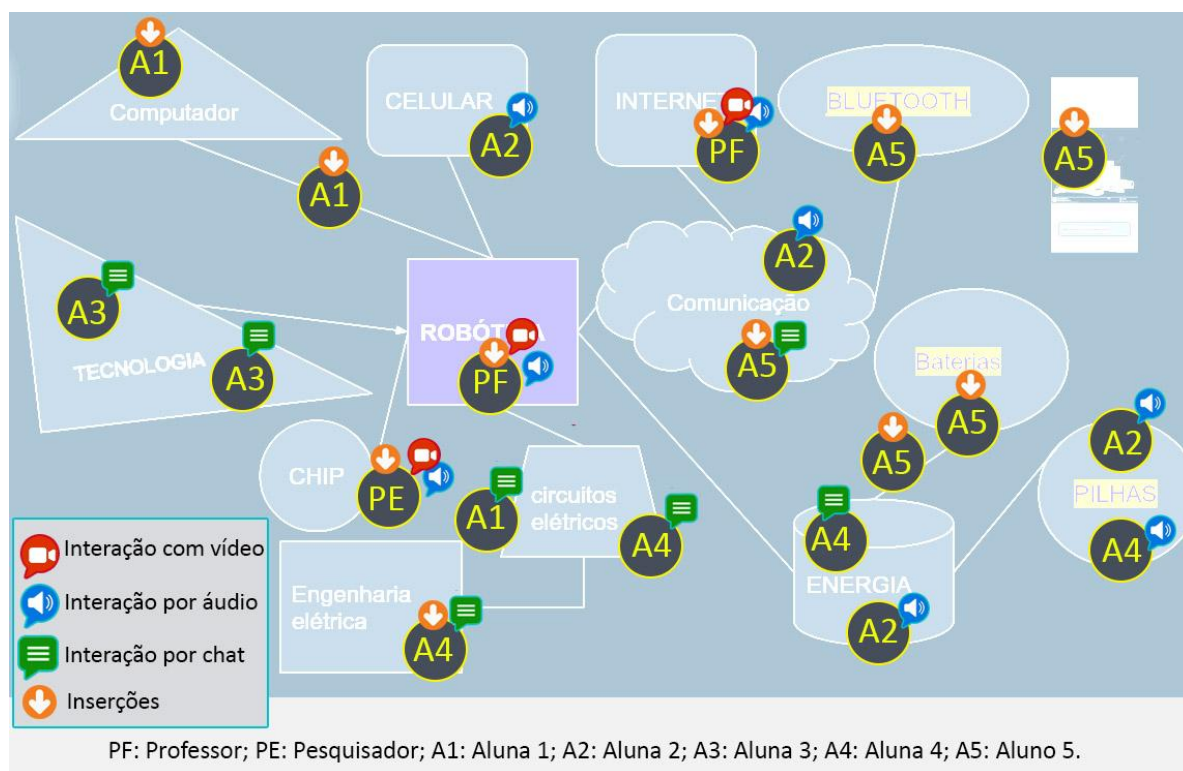 A1
Computador
CELULAR
A2
INTERNET
PF
BLUETOOTH
A5
A5
A1
A2
Comunicação
A5
A3
TECNOLOGIA
A3
ROBÓTICA
PF
Baterias
A5
A5
A2
PILHAS
A4
CHIP
PE
A1
circuitos
elétricos
A4
A4
ENERGIA
A2
Engenharia
elétrica
A4
Interação com vídeo
Interação por áudio
Interação por chat
Inserções
PF: Professor; PE: Pesquisador; A1: Aluna 1; A2: Aluna 2; A3: Aluna 3; A4: Aluna 4; A5: Aluno 5.